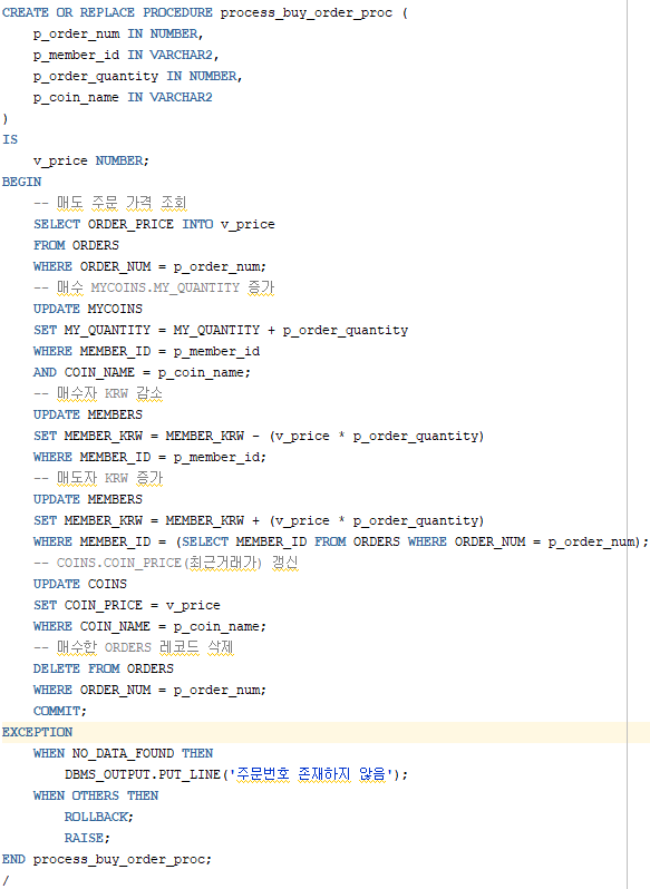 CREATE OR REPLACE PROCEDURE process_buy_order_proc (
    p_order_num IN NUMBER,
    p_member_id IN VARCHAR2,
    p_order_quantity IN NUMBER,
    p_coin_name IN VARCHAR2
)
IS
    v_price NUMBER;
BEGIN
    -- 매도 주문 가격 조회
    SELECT ORDER_PRICE INTO v_price
    FROM ORDERS
    WHERE ORDER_NUM = p_order_num;
    -- 매수 MYCOINS.MY_QUANTITY 증가
    UPDATE MYCOINS
    SET MY_QUANTITY = MY_QUANTITY + p_order_quantity
    WHERE MEMBER_ID = p_member_id
    AND COIN_NAME = p_coin_name;
    -- 매수자 KRW 감소
    UPDATE MEMBERS
    SET MEMBER_KRW = MEMBER_KRW - (v_price * p_order_quantity)
    WHERE MEMBER_ID = p_member_id;
    -- 매도자 KRW 증가
    UPDATE MEMBERS
    SET MEMBER_KRW = MEMBER_KRW + (v_price * p_order_quantity)
    WHERE MEMBER_ID = (SELECT MEMBER_ID FROM ORDERS WHERE ORDER_NUM = p_order_num);
    -- COINS.COIN_PRICE(최근거래가) 갱신
    UPDATE COINS
    SET COIN_PRICE = v_price
    WHERE COIN_NAME = p_coin_name;
    -- 매수한 ORDERS 레코드 삭제
    DELETE FROM ORDERS
    WHERE ORDER_NUM = p_order_num;
    COMMIT;
EXCEPTION
    WHEN NO_DATA_FOUND THEN
        DBMS_OUTPUT.PUT_LINE('주문번호 존재하지 않음');
    WHEN OTHERS THEN
        ROLLBACK;
        RAISE;
END process_buy_order_proc;
/